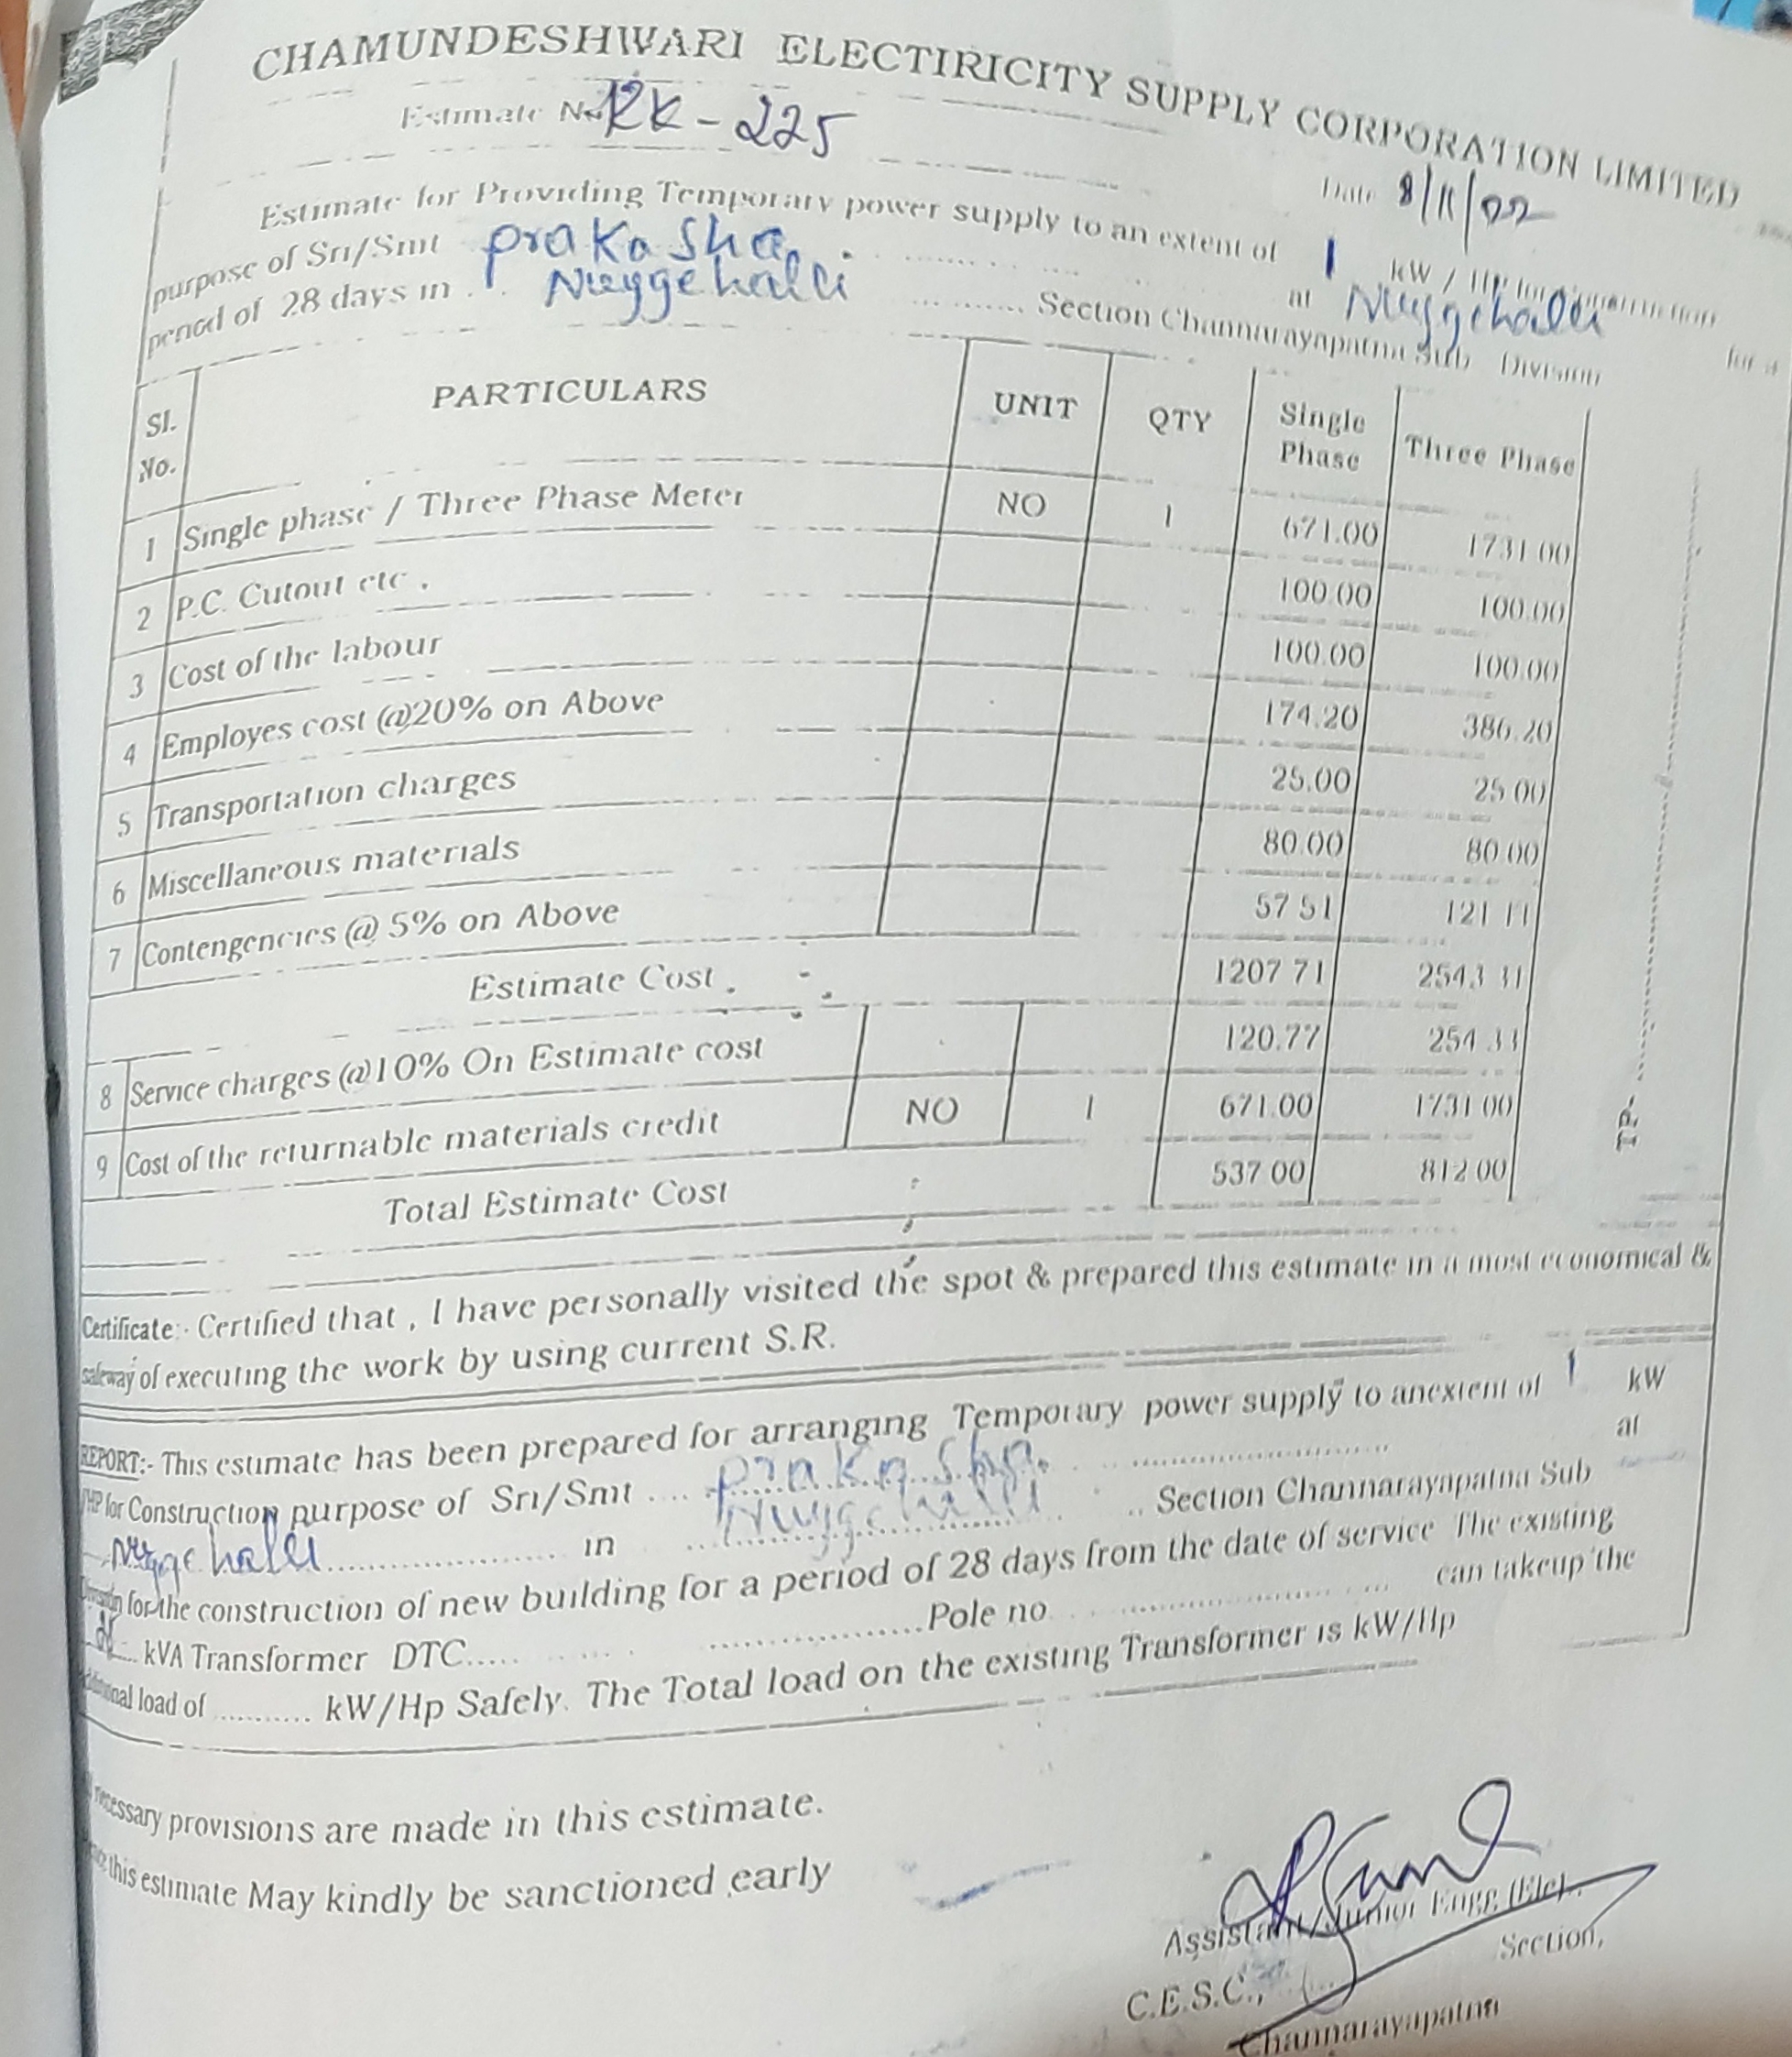 CHAMUNDESHWARI ELECTIRICITY SUPPLY CORPORATION LIMITED
Estimate No KK-225
Date 8/11/22
Estimate for Providing Temporary power supply to an extent of 1 kW / Hp for Construction
purpose of Sri/Smt Prakasha. at Nuggehalli for a
period of 28 days in Nuggehalli Section Channarayapatna Sub Division
Sl. No. PARTICULARS UNIT QTY Single Phase Three Phase
1 Single phase / Three Phase Meter NO 1 671.00 1731 00
2 P.C. Cutout etc . 100.00 100.00
3 Cost of the labour 100.00 100.00
4 Employes cost @20% on Above 174.20 386.20
5 Transportation charges 25.00 25 00
6 Miscellaneous materials 80.00 80 00
7 Contengencies @ 5% on Above 57 51 121 11
Estimate Cost 1207 71 2543 31
8 Service charges @10% On Estimate cost 120.77 254 33
9 Cost of the returnable materials credit NO 1 671.00 1731 00
Total Estimate Cost : 537 00 812 00
TP-
Certificate:- Certified that , I have personally visited the spot & prepared this estimate in a most economical &
safeway of executing the work by using current S.R.
REPORT:- This estimate has been prepared for arranging Temporary power supply to anextent of 1 kW
/HP for Construction purpose of Sri/Smt .... Prakasha. at
Nuggehalli in Nuggehalli .. Section Channarayapatna Sub
Division for the construction of new building for a period of 28 days from the date of service The existing
kVA Transformer DTC..... Pole no can takeup the
additional load of ........... kW/Hp Safely. The Total load on the existing Transformer is kW/Hp
necessary provisions are made in this estimate.
this estimate May kindly be sanctioned early
Assistant/Junior Engg (Ele)..
C.E.S.C., Section,
Channarayapatna